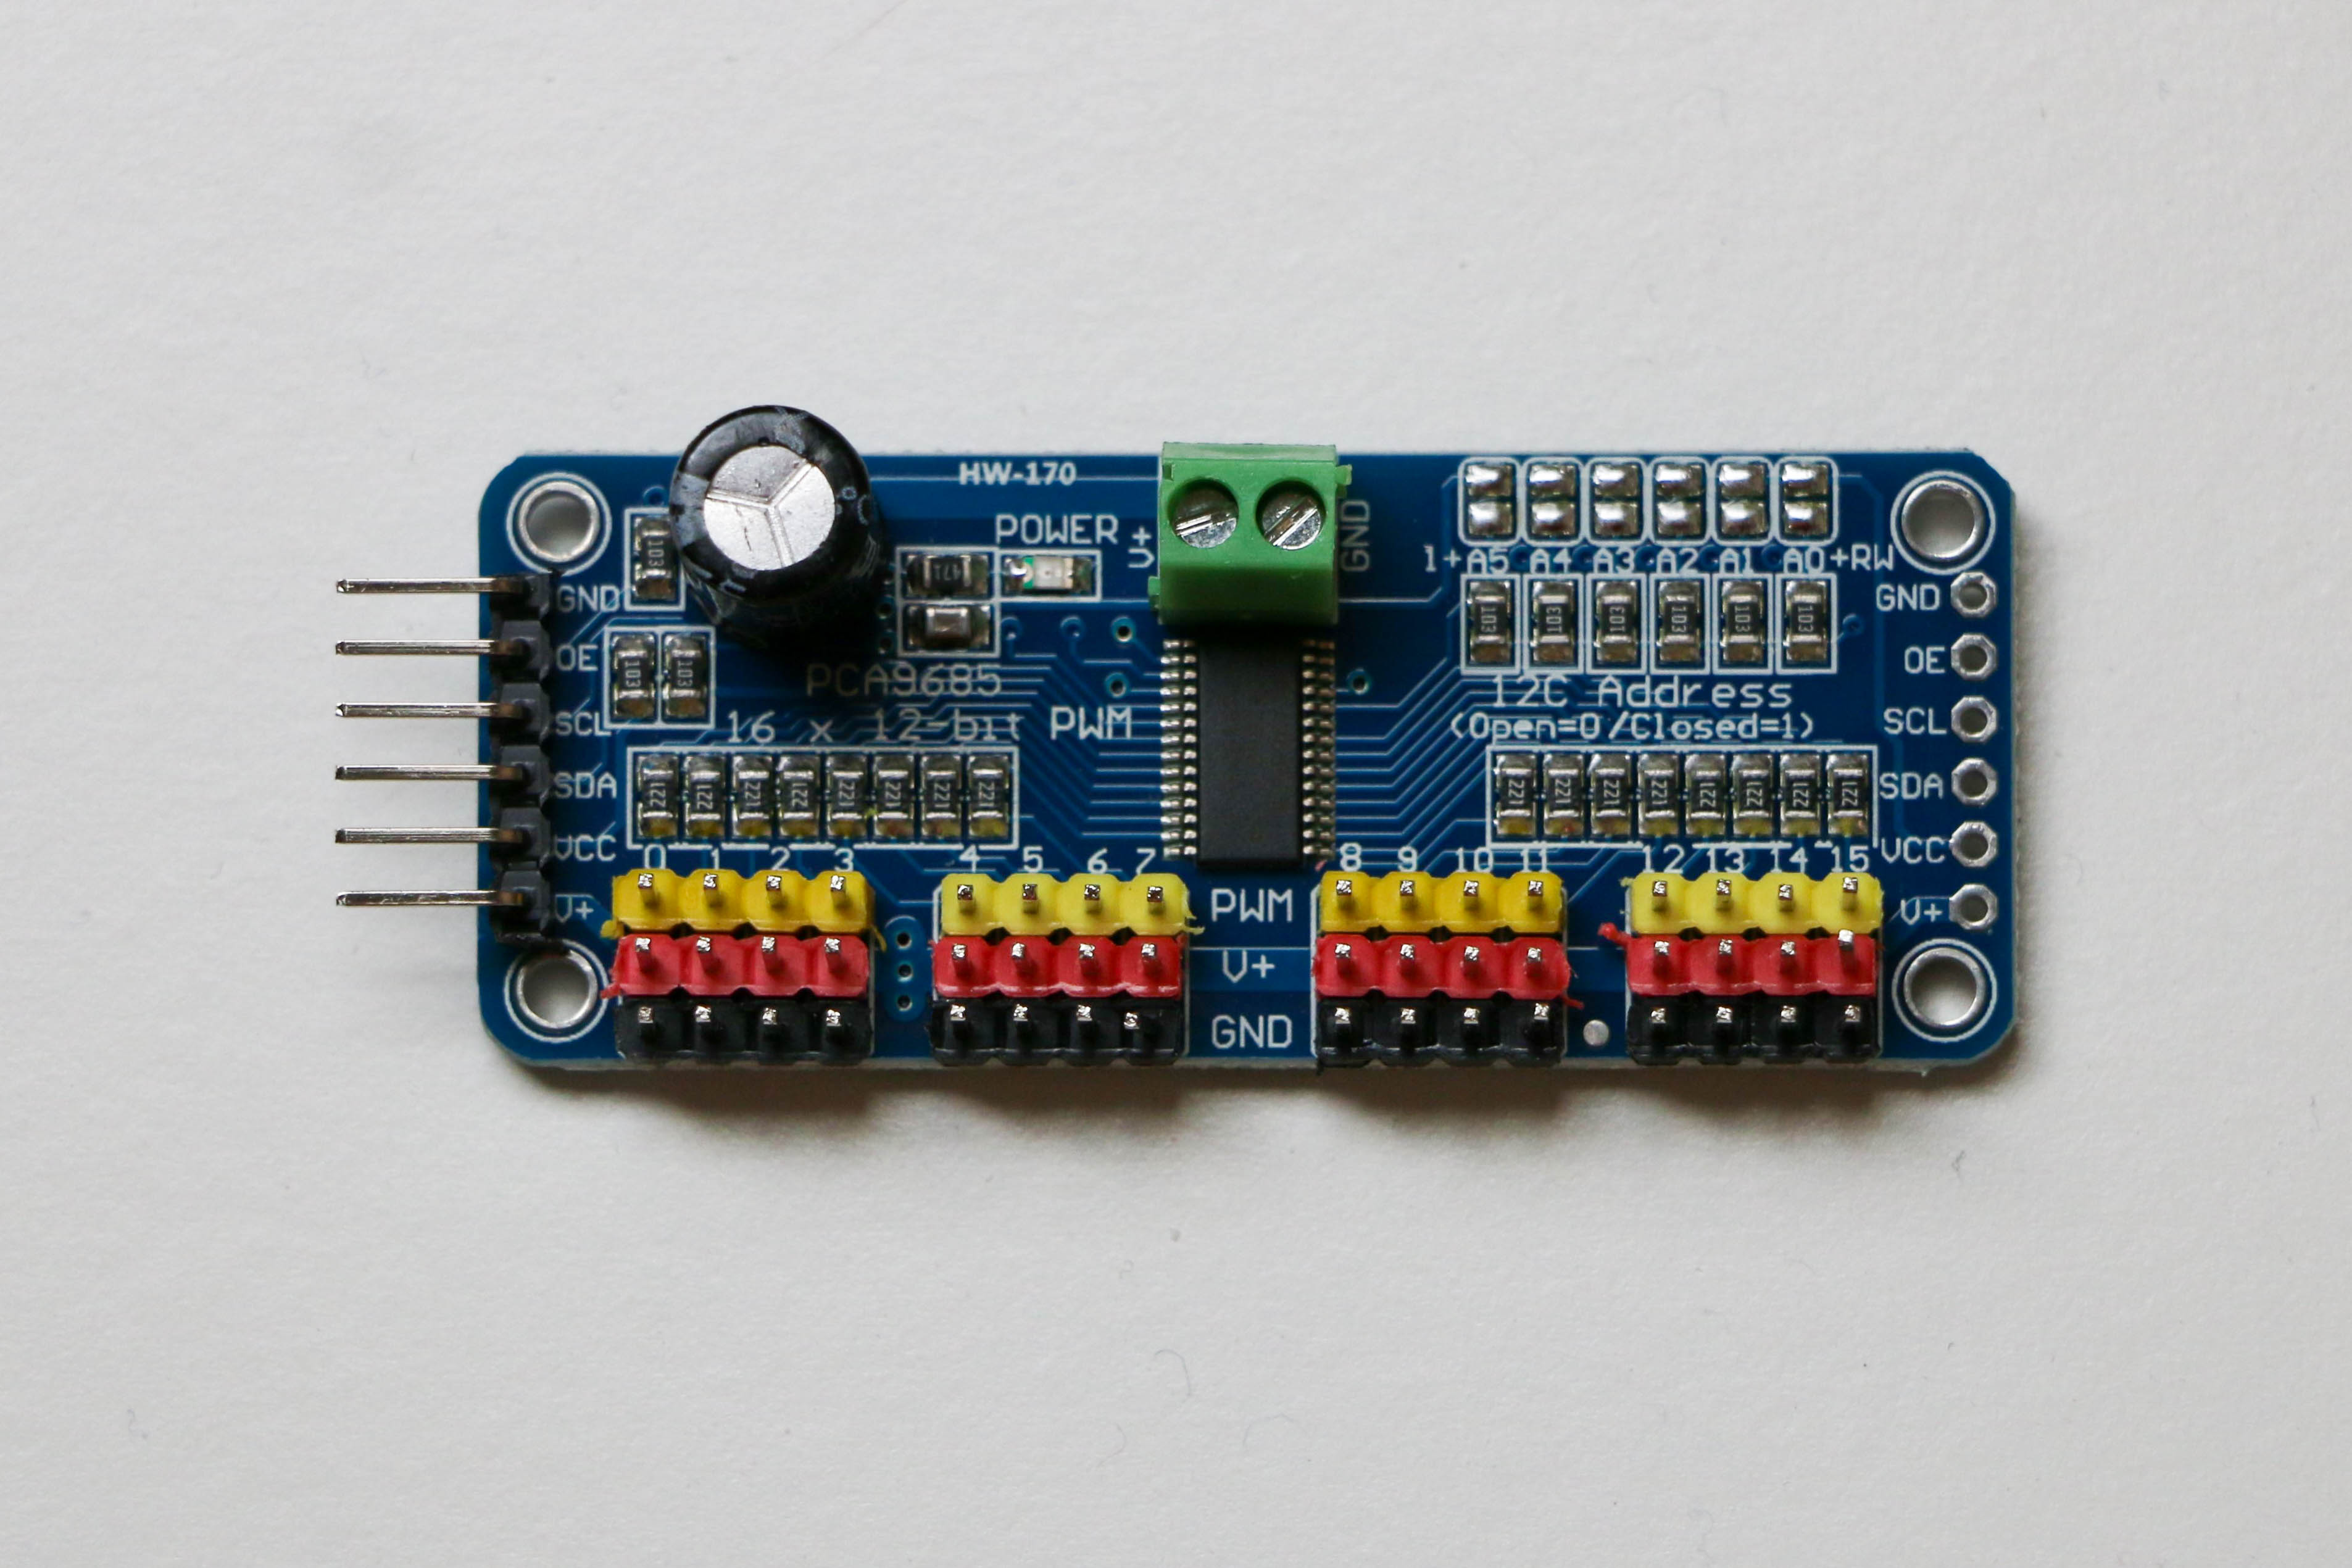 HW-170
POWER
V+
GND
1+ A5 A4 A3 A2 A1 A0 +RW
103
471
103 103 103 103 103 103
GND
OE
SCL
SDA
VCC
V+
103 103
PCA9685
16 x 12-bit PWM
I2C Address
(Open=0/Closed=1)
GND
OE
SCL
SDA
VCC
V+
221 221 221 221 221 221 221 221
221 221 221 221 221 221 221 221
0 1 2 3 4 5 6 7
8 9 10 11 12 13 14 15
PWM
V+
GND